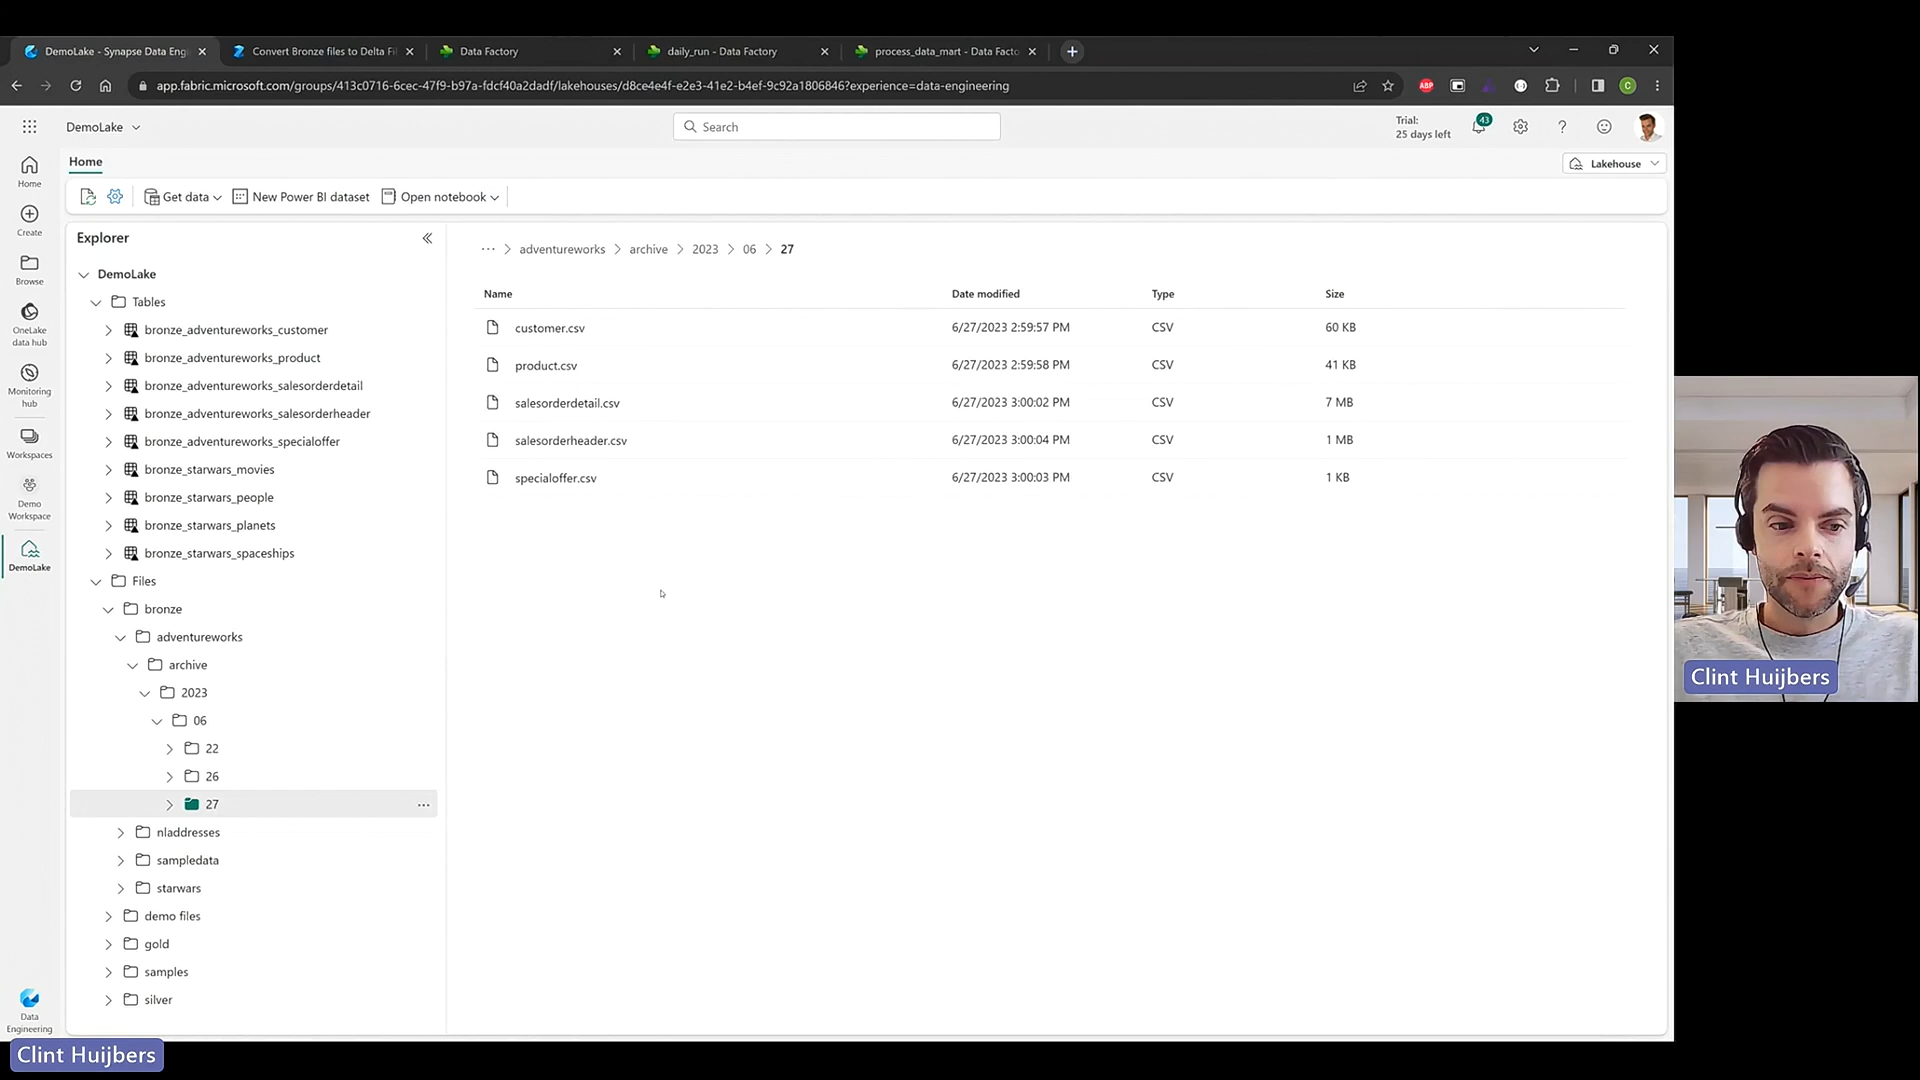 DemoLake - Synapse Data Engi
Convert Bronze files to Delta Fi
Data Factory
daily_run - Data Factory
process_data_mart - Data Facto
app.fabric.microsoft.com/groups/413c0716-6cec-47f9-b97a-fdcf40a2dadf/lakehouses/d8ce4e4f-e2e3-41e2-b4ef-9c92a1806846?experience=data-engineering
ABP
C
DemoLake
Search
Trial:
25 days left
43
Home
Lakehouse
Get data
New Power BI dataset
Open notebook
Home
Create
Browse
OneLake
data hub
Monitoring
hub
Workspaces
Demo
Workspace
DemoLake
Data
Engineering
Explorer
DemoLake
Tables
bronze_adventureworks_customer
bronze_adventureworks_product
bronze_adventureworks_salesorderdetail
bronze_adventureworks_salesorderheader
bronze_adventureworks_specialoffer
bronze_starwars_movies
bronze_starwars_people
bronze_starwars_planets
bronze_starwars_spaceships
Files
bronze
adventureworks
archive
2023
06
22
26
27 ...
nladdresses
sampledata
starwars
demo files
gold
samples
silver
... > adventureworks > archive > 2023 > 06 > 27
Name Date modified Type Size
customer.csv 6/27/2023 2:59:57 PM CSV 60 KB
product.csv 6/27/2023 2:59:58 PM CSV 41 KB
salesorderdetail.csv 6/27/2023 3:00:02 PM CSV 7 MB
salesorderheader.csv 6/27/2023 3:00:04 PM CSV 1 MB
specialoffer.csv 6/27/2023 3:00:03 PM CSV 1 KB
Clint Huijbers
Clint Huijbers